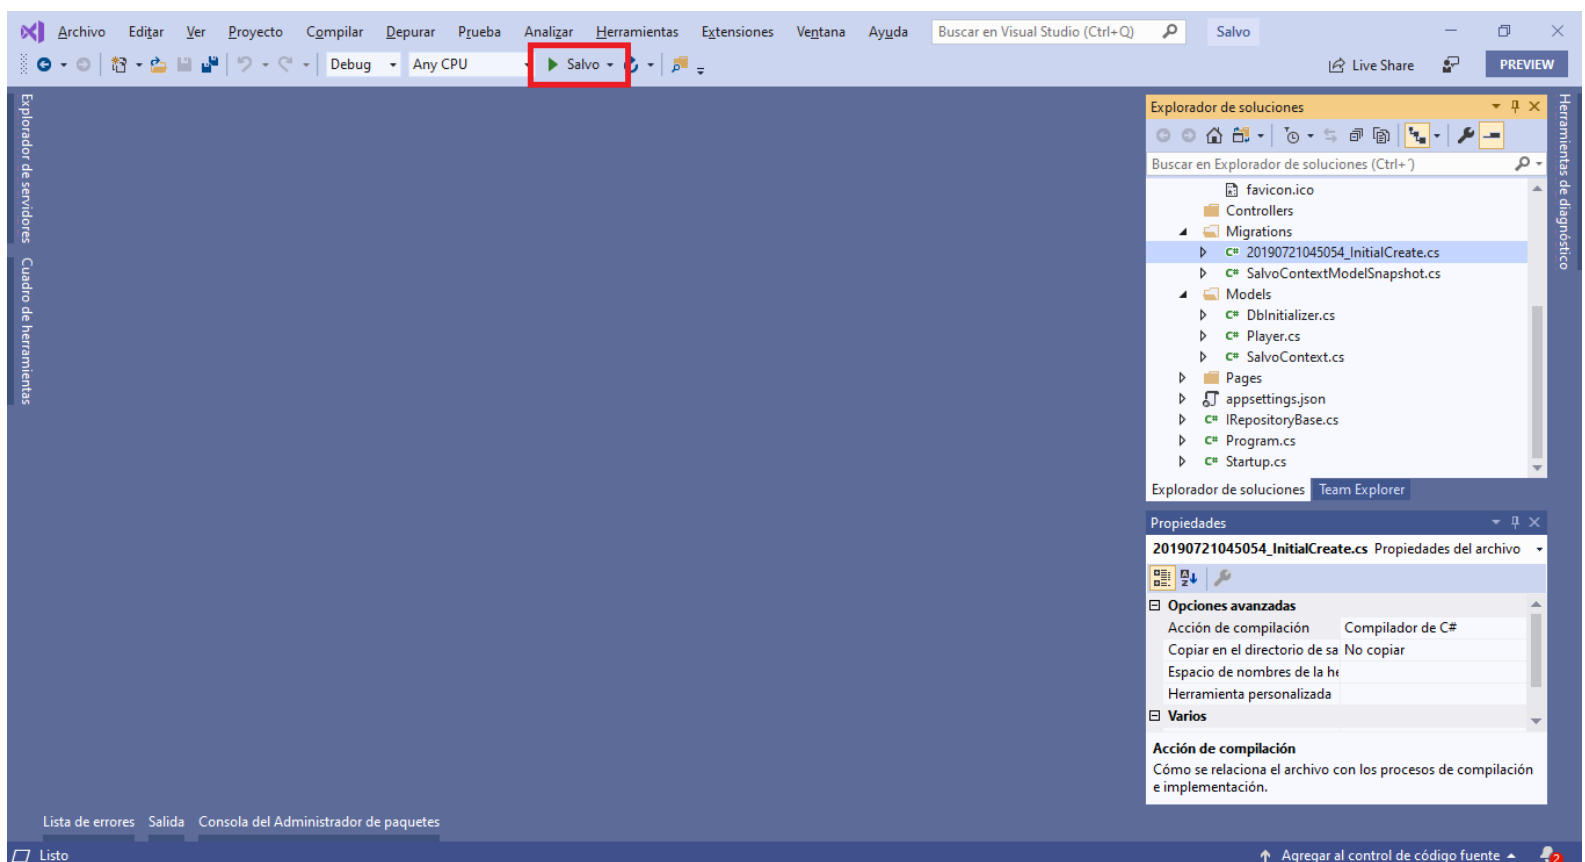 Archivo Editar Ver Proyecto Compilar Depurar Prueba Analizar Herramientas Extensiones Ventana Ayuda Buscar en Visual Studio (Ctrl+Q) Salvo
Debug Any CPU Salvo Live Share PREVIEW
Explorador de servidores
Cuadro de herramientas
Explorador de soluciones
Buscar en Explorador de soluciones (Ctrl+´)
favicon.ico
Controllers
Migrations
C# 20190721045054_InitialCreate.cs
C# SalvoContextModelSnapshot.cs
Models
C# DbInitializer.cs
C# Player.cs
C# SalvoContext.cs
Pages
appsettings.json
C# IRepositoryBase.cs
C# Program.cs
C# Startup.cs
Explorador de soluciones Team Explorer
Herramientas de diagnóstico
Propiedades
20190721045054_InitialCreate.cs Propiedades del archivo
Opciones avanzadas
Acción de compilación Compilador de C#
Copiar en el directorio de sa No copiar
Espacio de nombres de la he
Herramienta personalizada
Varios
Acción de compilación
Cómo se relaciona el archivo con los procesos de compilación
e implementación.
Lista de errores Salida Consola del Administrador de paquetes
Listo Agregar al control de código fuente 2